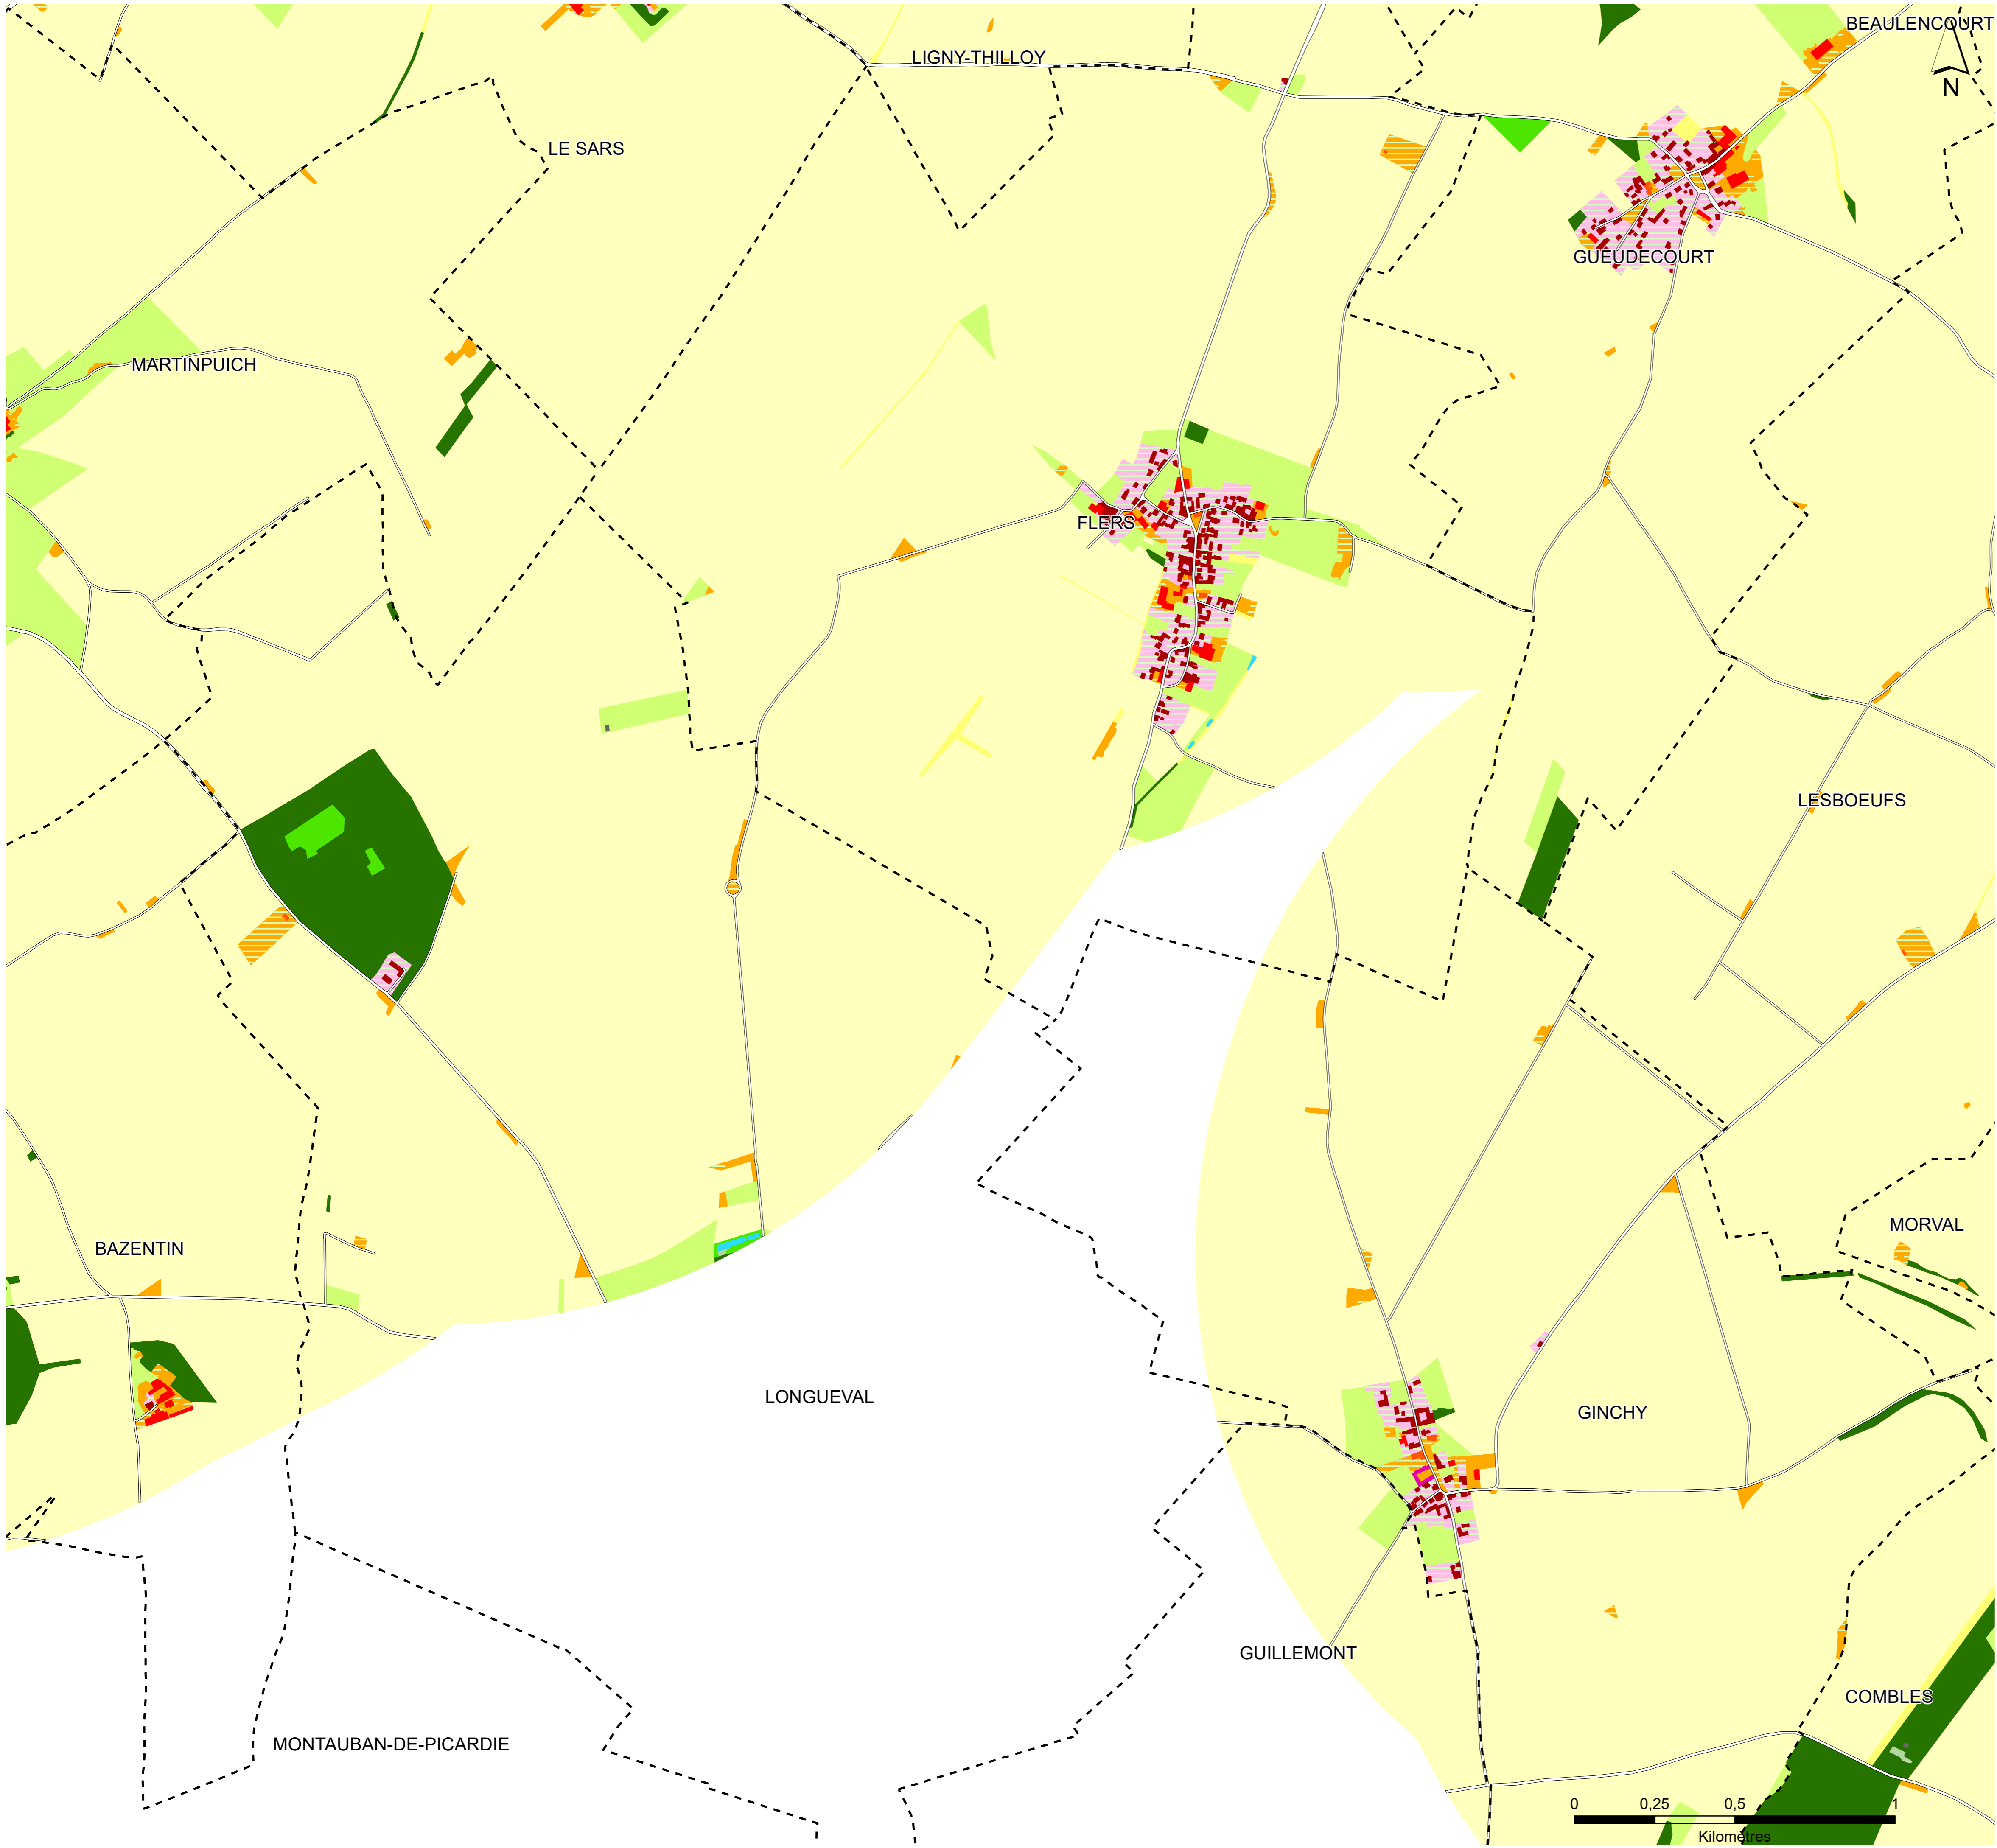 BEAULENCOURT
LIGNY-THILLOY
N
LE SARS
GUEUDECOURT
MARTINPUICH
FLERS
LESBOEUFS
MORVAL
BAZENTIN
LONGUEVAL
GINCHY
GUILLEMONT
COMBLES
MONTAUBAN-DE-PICARDIE
0 0,25 0,5 1
Kilomètres